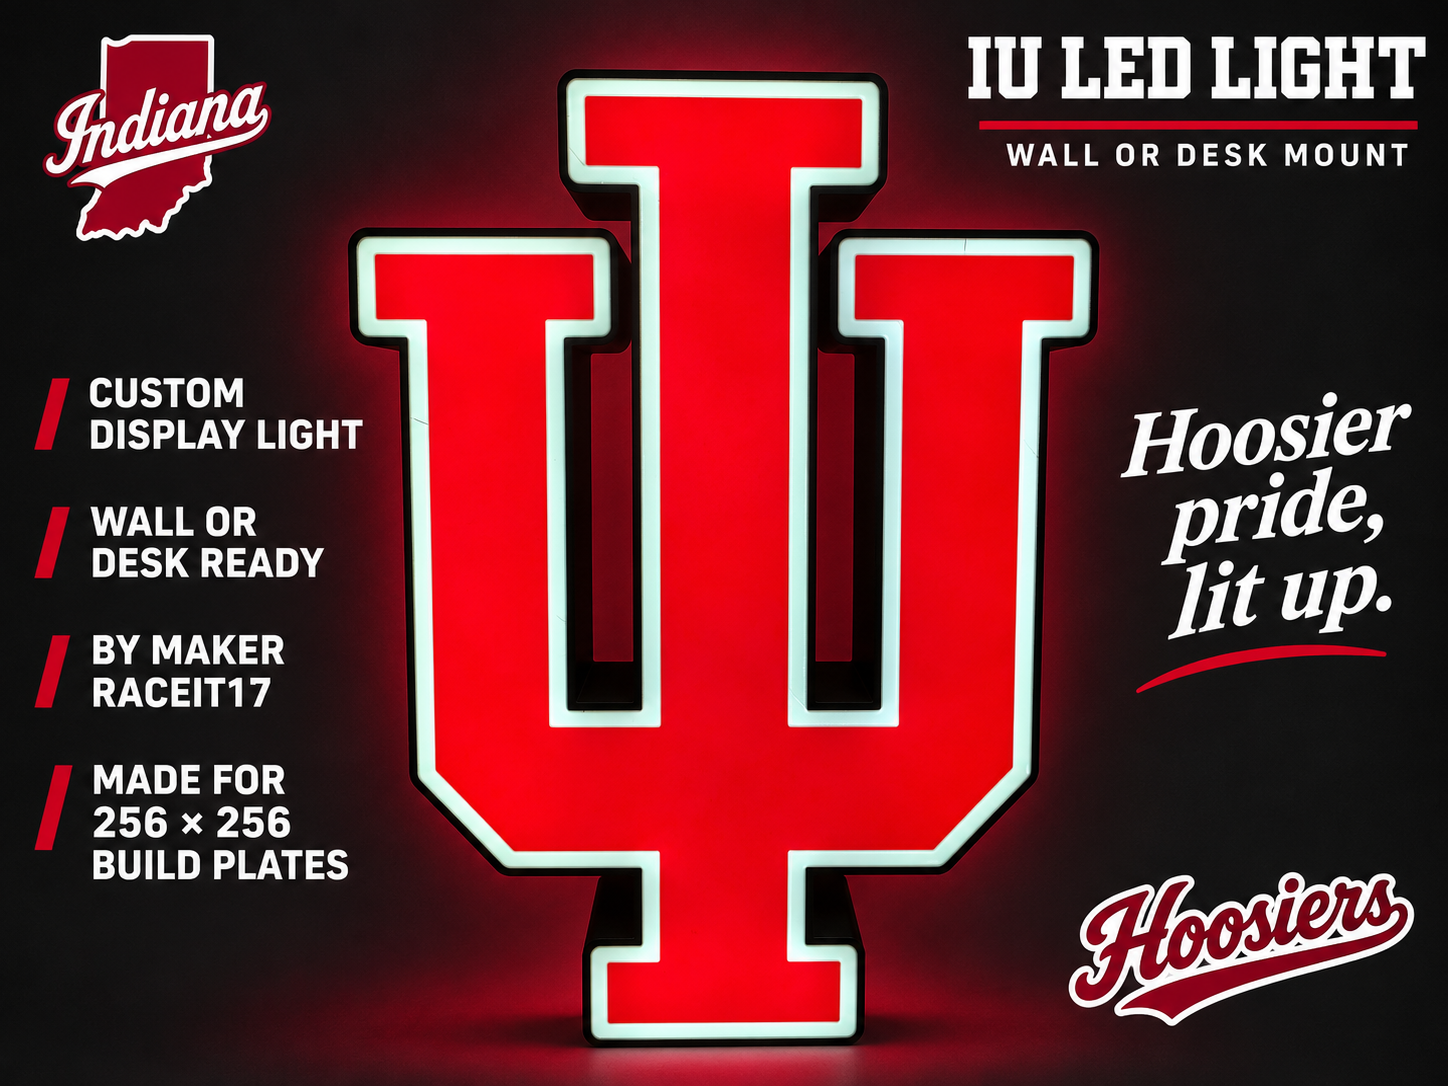 Indiana
IU LED LIGHT
WALL OR DESK MOUNT
CUSTOM
DISPLAY LIGHT
WALL OR
DESK READY
BY MAKER
RACEIT17
MADE FOR
256 × 256
BUILD PLATES
Hoosier
pride,
lit up.
Hoosiers